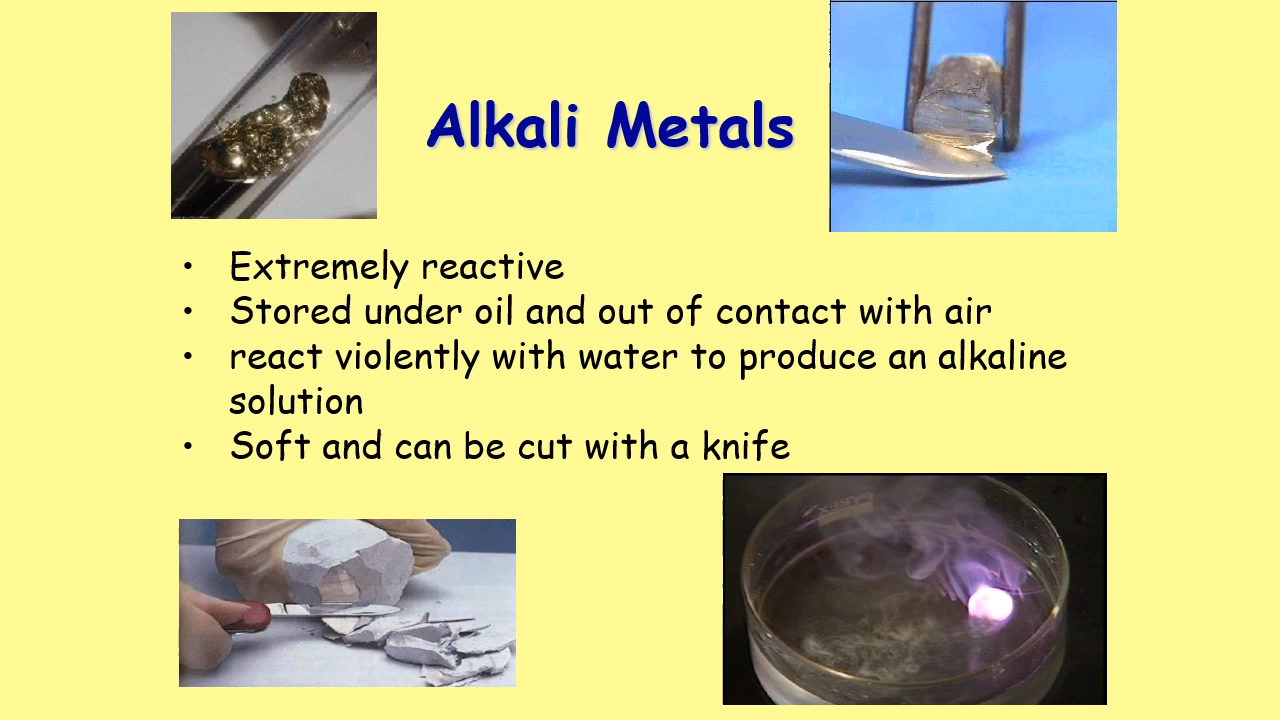 Alkali Metals
• Extremely reactive
• Stored under oil and out of contact with air
• react violently with water to produce an alkaline
solution
• Soft and can be cut with a knife